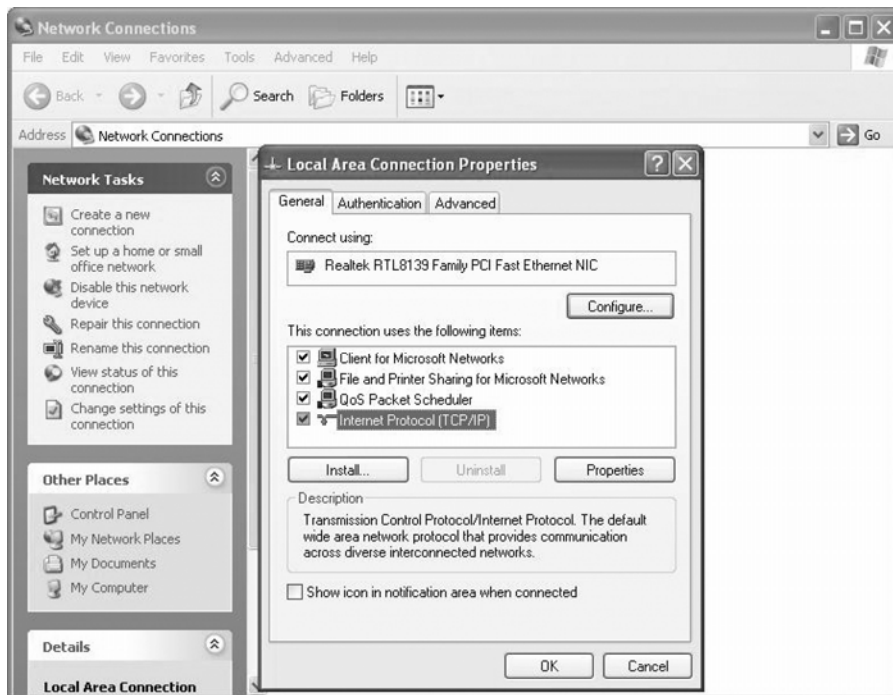 Network Connections
File Edit View Favorites Tools Advanced Help
Back Search Folders
Address Network Connections Go
Network Tasks
Create a new
connection
Set up a home or small
office network
Disable this network
device
Repair this connection
Rename this connection
View status of this
connection
Change settings of this
connection
Other Places
Control Panel
My Network Places
My Documents
My Computer
Details
Local Area Connection
Local Area Connection Properties
General Authentication Advanced
Connect using:
Realtek RTL8139 Family PCI Fast Ethernet NIC
Configure...
This connection uses the following items:
Client for Microsoft Networks
File and Printer Sharing for Microsoft Networks
QoS Packet Scheduler
Internet Protocol (TCP/IP)
Install... Uninstall Properties
Description
Transmission Control Protocol/Internet Protocol. The default
wide area network protocol that provides communication
across diverse interconnected networks.
Show icon in notification area when connected
OK Cancel